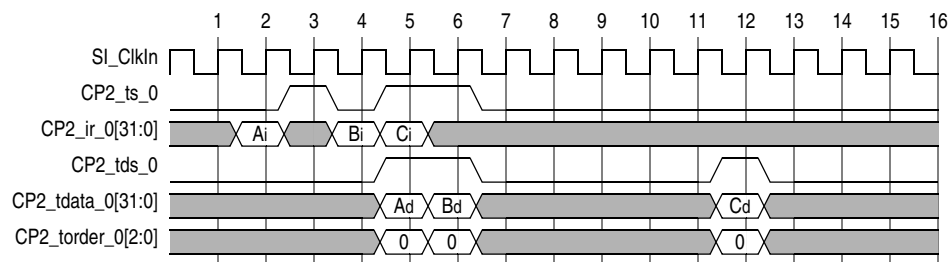 1 2 3 4 5 6 7 8 9 10 11 12 13 14 15 16
SI_ClkIn
CP2_ts_0
CP2_ir_0[31:0] Ai Bi Ci
CP2_tds_0
CP2_tdata_0[31:0] Ad Bd Cd
CP2_torder_0[2:0] 0 0 0